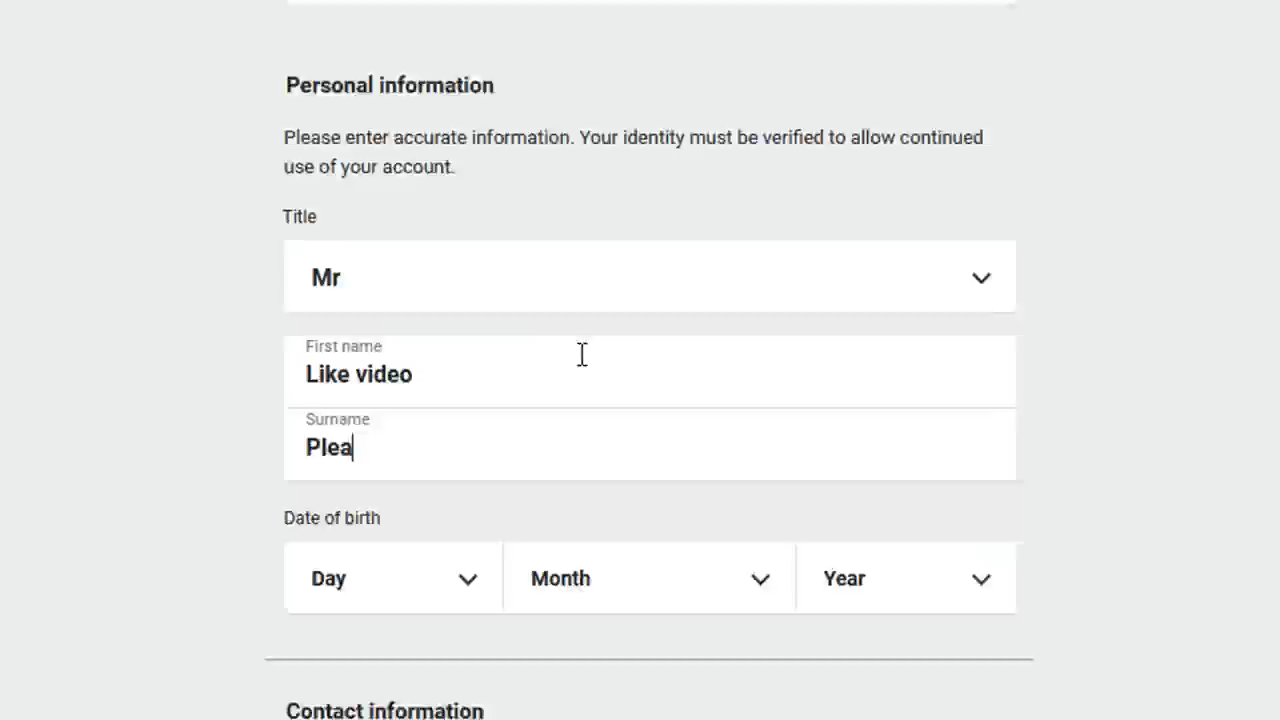 Personal information
Please enter accurate information. Your identity must be verified to allow continued
use of your account.
Title
Mr
First name
Like video
Surname
Plea
Date of birth
Day Month Year
Contact information